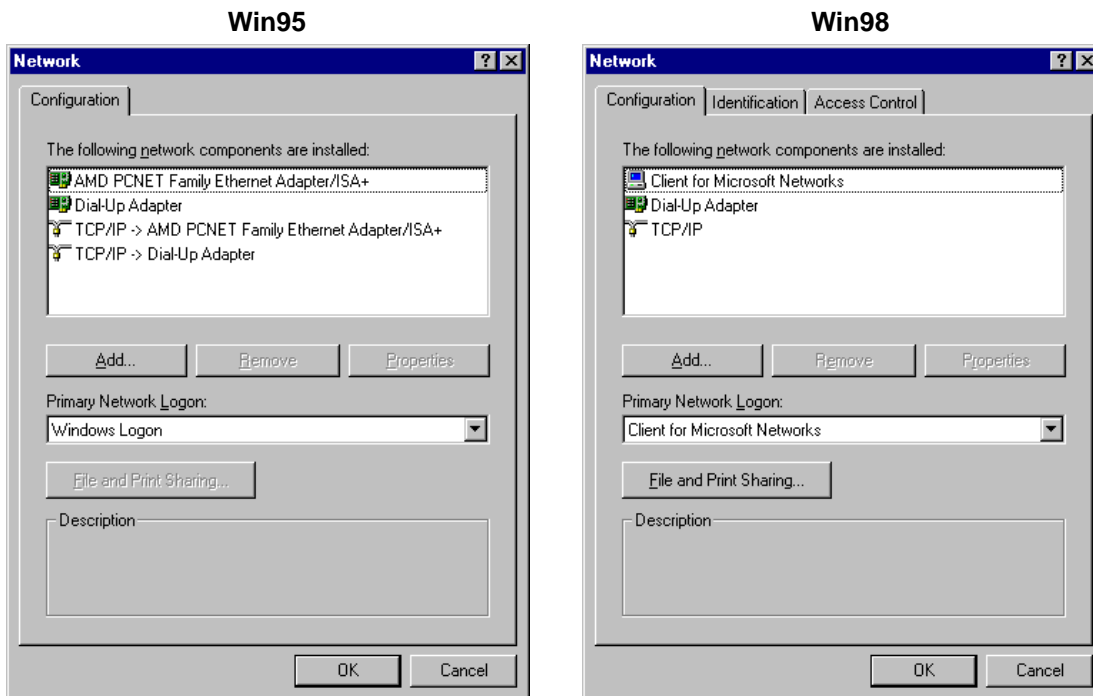 Win95
Network
Configuration
The following network components are installed:
AMD PCNET Family Ethernet Adapter/ISA+
Dial-Up Adapter
TCP/IP -> AMD PCNET Family Ethernet Adapter/ISA+
TCP/IP -> Dial-Up Adapter
Add...
Remove
Properties
Primary Network Logon:
Windows Logon
File and Print Sharing...
Description
OK
Cancel
Win98
Network
Configuration
Identification
Access Control
The following network components are installed:
Client for Microsoft Networks
Dial-Up Adapter
TCP/IP
Add...
Remove
Properties
Primary Network Logon:
Client for Microsoft Networks
File and Print Sharing...
Description
OK
Cancel